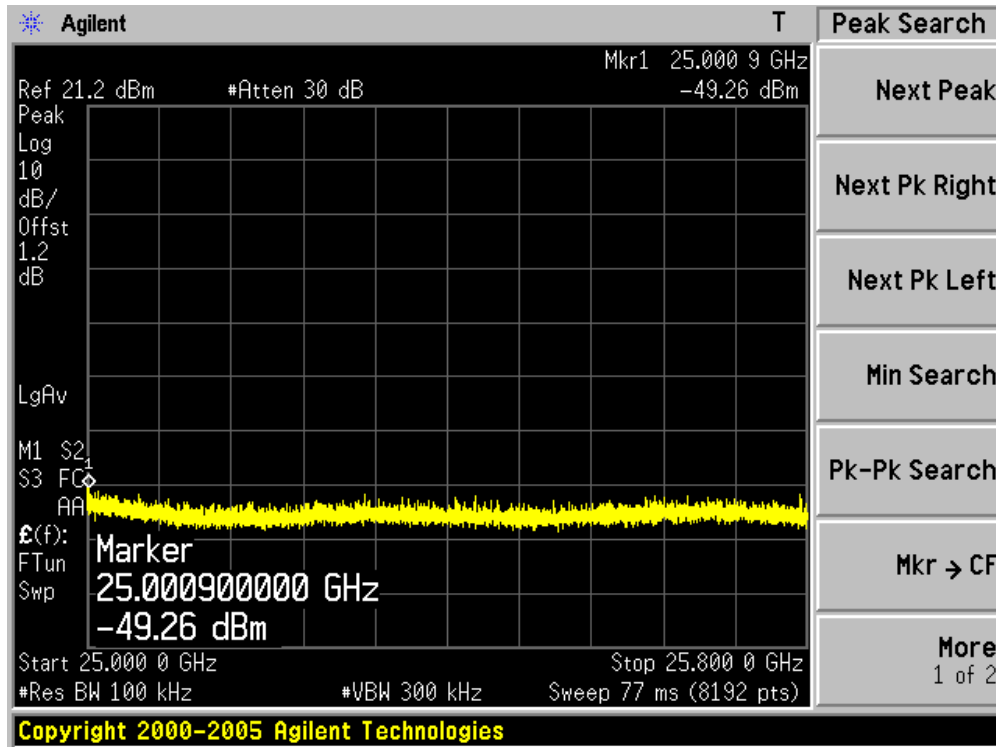 Agilent T Peak Search
Mkr1 25.000 9 GHz
Ref 21.2 dBm #Atten 30 dB -49.26 dBm
Peak
Log
10
dB/
Offst
1.2
dB
LgAv
M1 S2
S3 FC
AA
£(f):
FTun
Swp
1
Marker
25.000900000 GHz
-49.26 dBm
Start 25.000 0 GHz Stop 25.800 0 GHz
#Res BW 100 kHz #VBW 300 kHz Sweep 77 ms (8192 pts)
Copyright 2000-2005 Agilent Technologies
Next Peak
Next Pk Right
Next Pk Left
Min Search
Pk-Pk Search
Mkr → CF
More
1 of 2